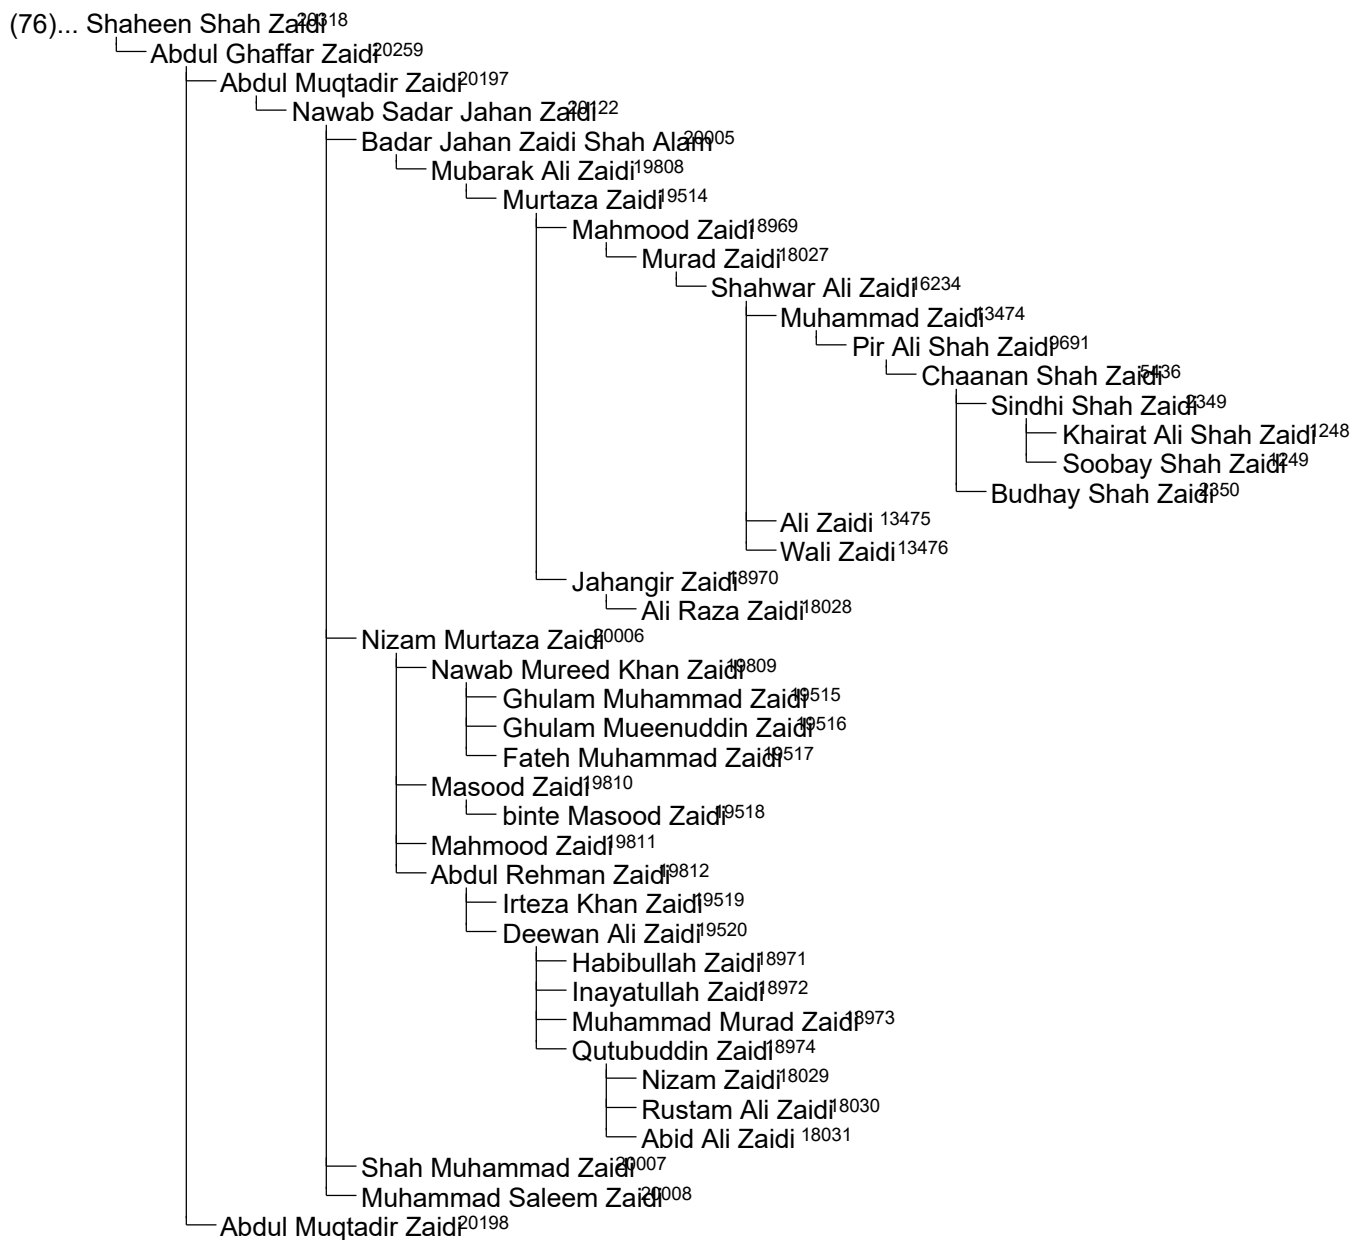 (76)... Shaheen Shah Zaidi20318
Abdul Ghaffar Zaidi20259
Abdul Muqtadir Zaidi20197
Nawab Sadar Jahan Zaidi20122
Badar Jahan Zaidi Shah Alam20005
Mubarak Ali Zaidi19808
Murtaza Zaidi19514
Mahmood Zaidi18969
Murad Zaidi18027
Shahwar Ali Zaidi16234
Muhammad Zaidi13474
Pir Ali Shah Zaidi9691
Chaanan Shah Zaidi5436
Sindhi Shah Zaidi2349
Khairat Ali Shah Zaidi1248
Soobay Shah Zaidi1249
Budhay Shah Zaidi2350
Ali Zaidi 13475
Wali Zaidi13476
Jahangir Zaidi18970
Ali Raza Zaidi18028
Nizam Murtaza Zaidi20006
Nawab Mureed Khan Zaidi19809
Ghulam Muhammad Zaidi19515
Ghulam Mueenuddin Zaidi19516
Fateh Muhammad Zaidi19517
Masood Zaidi19810
binte Masood Zaidi19518
Mahmood Zaidi19811
Abdul Rehman Zaidi19812
Irteza Khan Zaidi19519
Deewan Ali Zaidi19520
Habibullah Zaidi18971
Inayatullah Zaidi18972
Muhammad Murad Zaidi18973
Qutubuddin Zaidi18974
Nizam Zaidi18029
Rustam Ali Zaidi18030
Abid Ali Zaidi 18031
Shah Muhammad Zaidi20007
Muhammad Saleem Zaidi20008
Abdul Muqtadir Zaidi20198